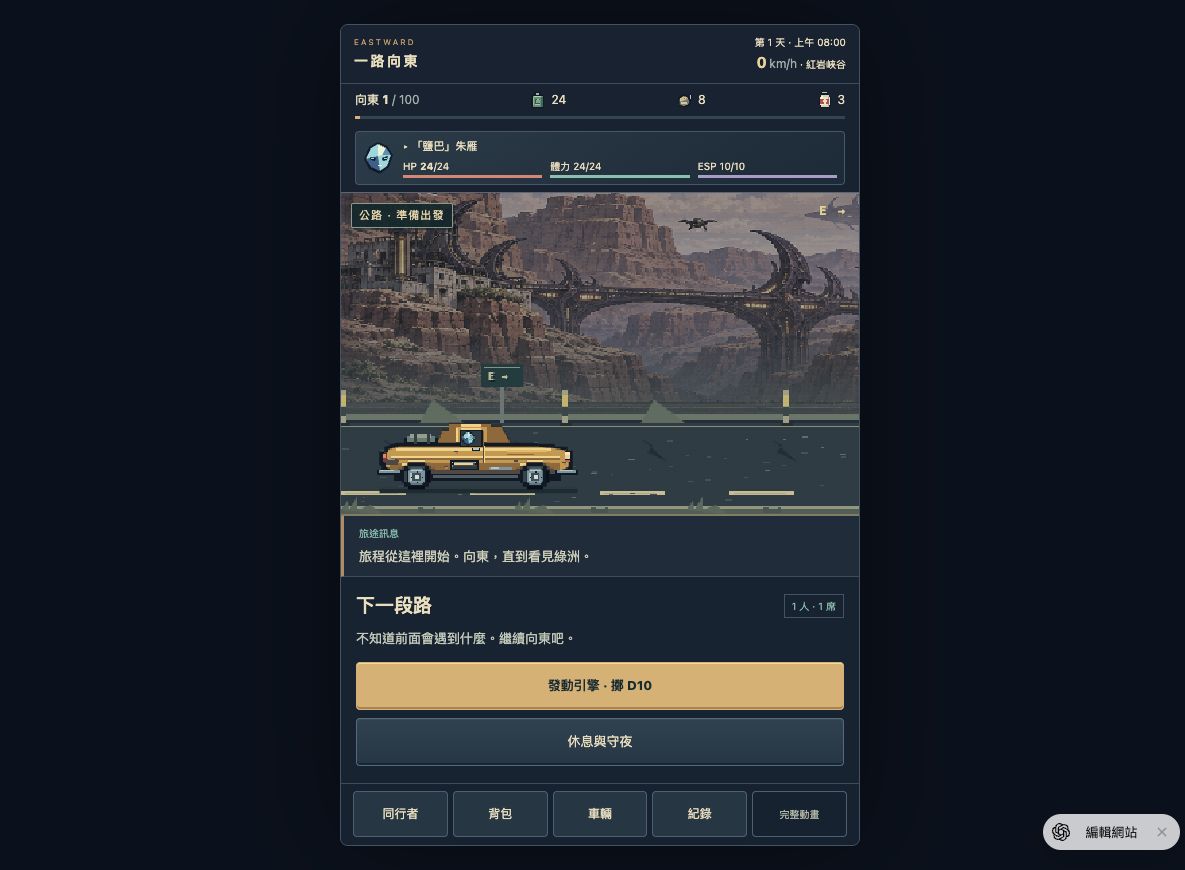 EASTWARD
一路向東
第 1 天 · 上午 08:00
0 km/h · 紅岩峽谷
向東 1 / 100
24
8
3
▸ 「鹽巴」朱雁
HP 24/24
體力 24/24
ESP 10/10
公路 · 準備出發
E →
E →
旅途訊息
旅程從這裡開始。向東，直到看見綠洲。
下一段路
1 人 · 1 席
不知道前面會遇到什麼。繼續向東吧。
發動引擎 · 擲 D10
休息與守夜
同行者
背包
車輛
紀錄
完整動畫
編輯網站